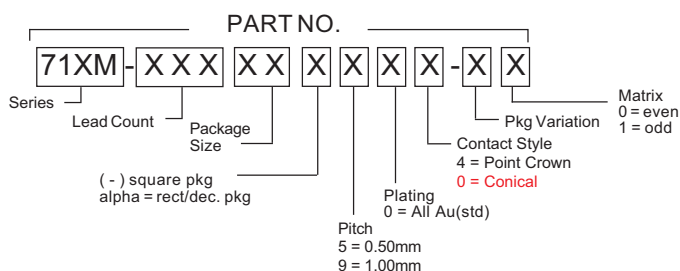 PART NO.
71XM - X X X X X X X X X - X X
Series
Lead Count
Package
Size
( - ) square pkg
alpha = rect/dec. pkg
Pitch
5 = 0.50mm
9 = 1.00mm
Plating
0 = All Au(std)
Contact Style
4 = Point Crown
0 = Conical
Pkg Variation
Matrix
0 = even
1 = odd